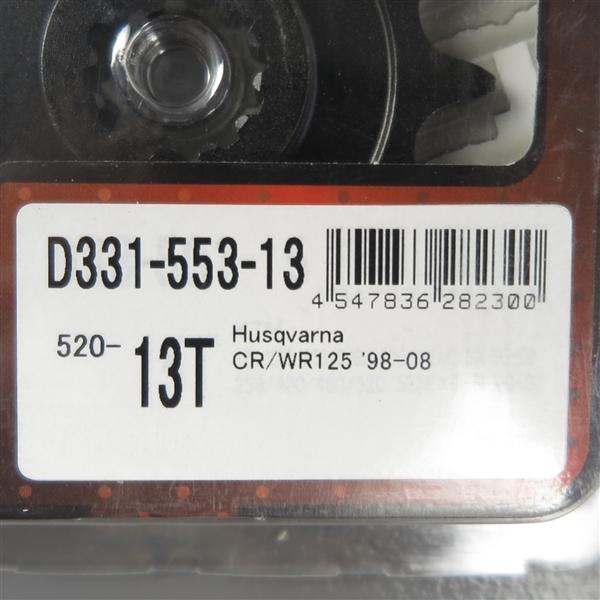 D331-553-13
4 547836 282300
520-
13T
Husqvarna
CR/WR125 '98-08